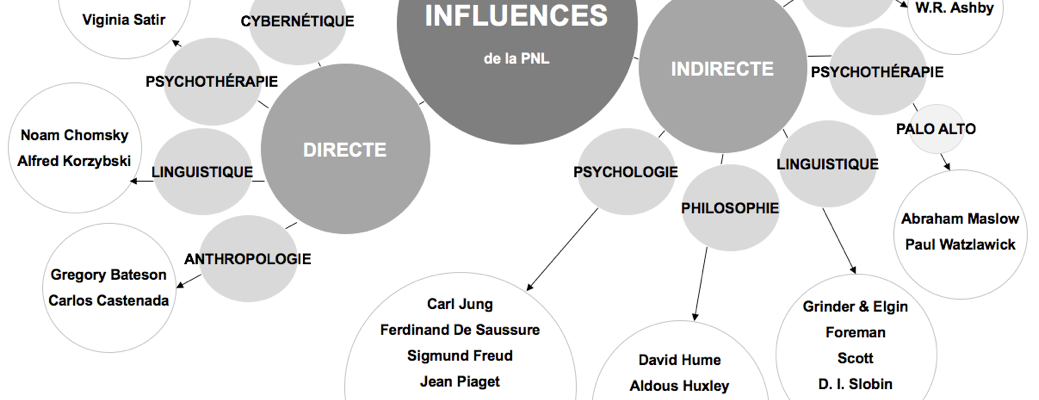 INFLUENCES
de la PNL
DIRECTE
CYBERNÉTIQUE
PSYCHOTHÉRAPIE
Viginia Satir
LINGUISTIQUE
Noam Chomsky
Alfred Korzybski
ANTHROPOLOGIE
Gregory Bateson
Carlos Castenada
INDIRECTE
W.R. Ashby
PSYCHOTHÉRAPIE
PALO ALTO
Abraham Maslow
Paul Watzlawick
LINGUISTIQUE
Grinder & Elgin
Foreman
Scott
D. I. Slobin
PHILOSOPHIE
David Hume
Aldous Huxley
PSYCHOLOGIE
Carl Jung
Ferdinand De Saussure
Sigmund Freud
Jean Piaget